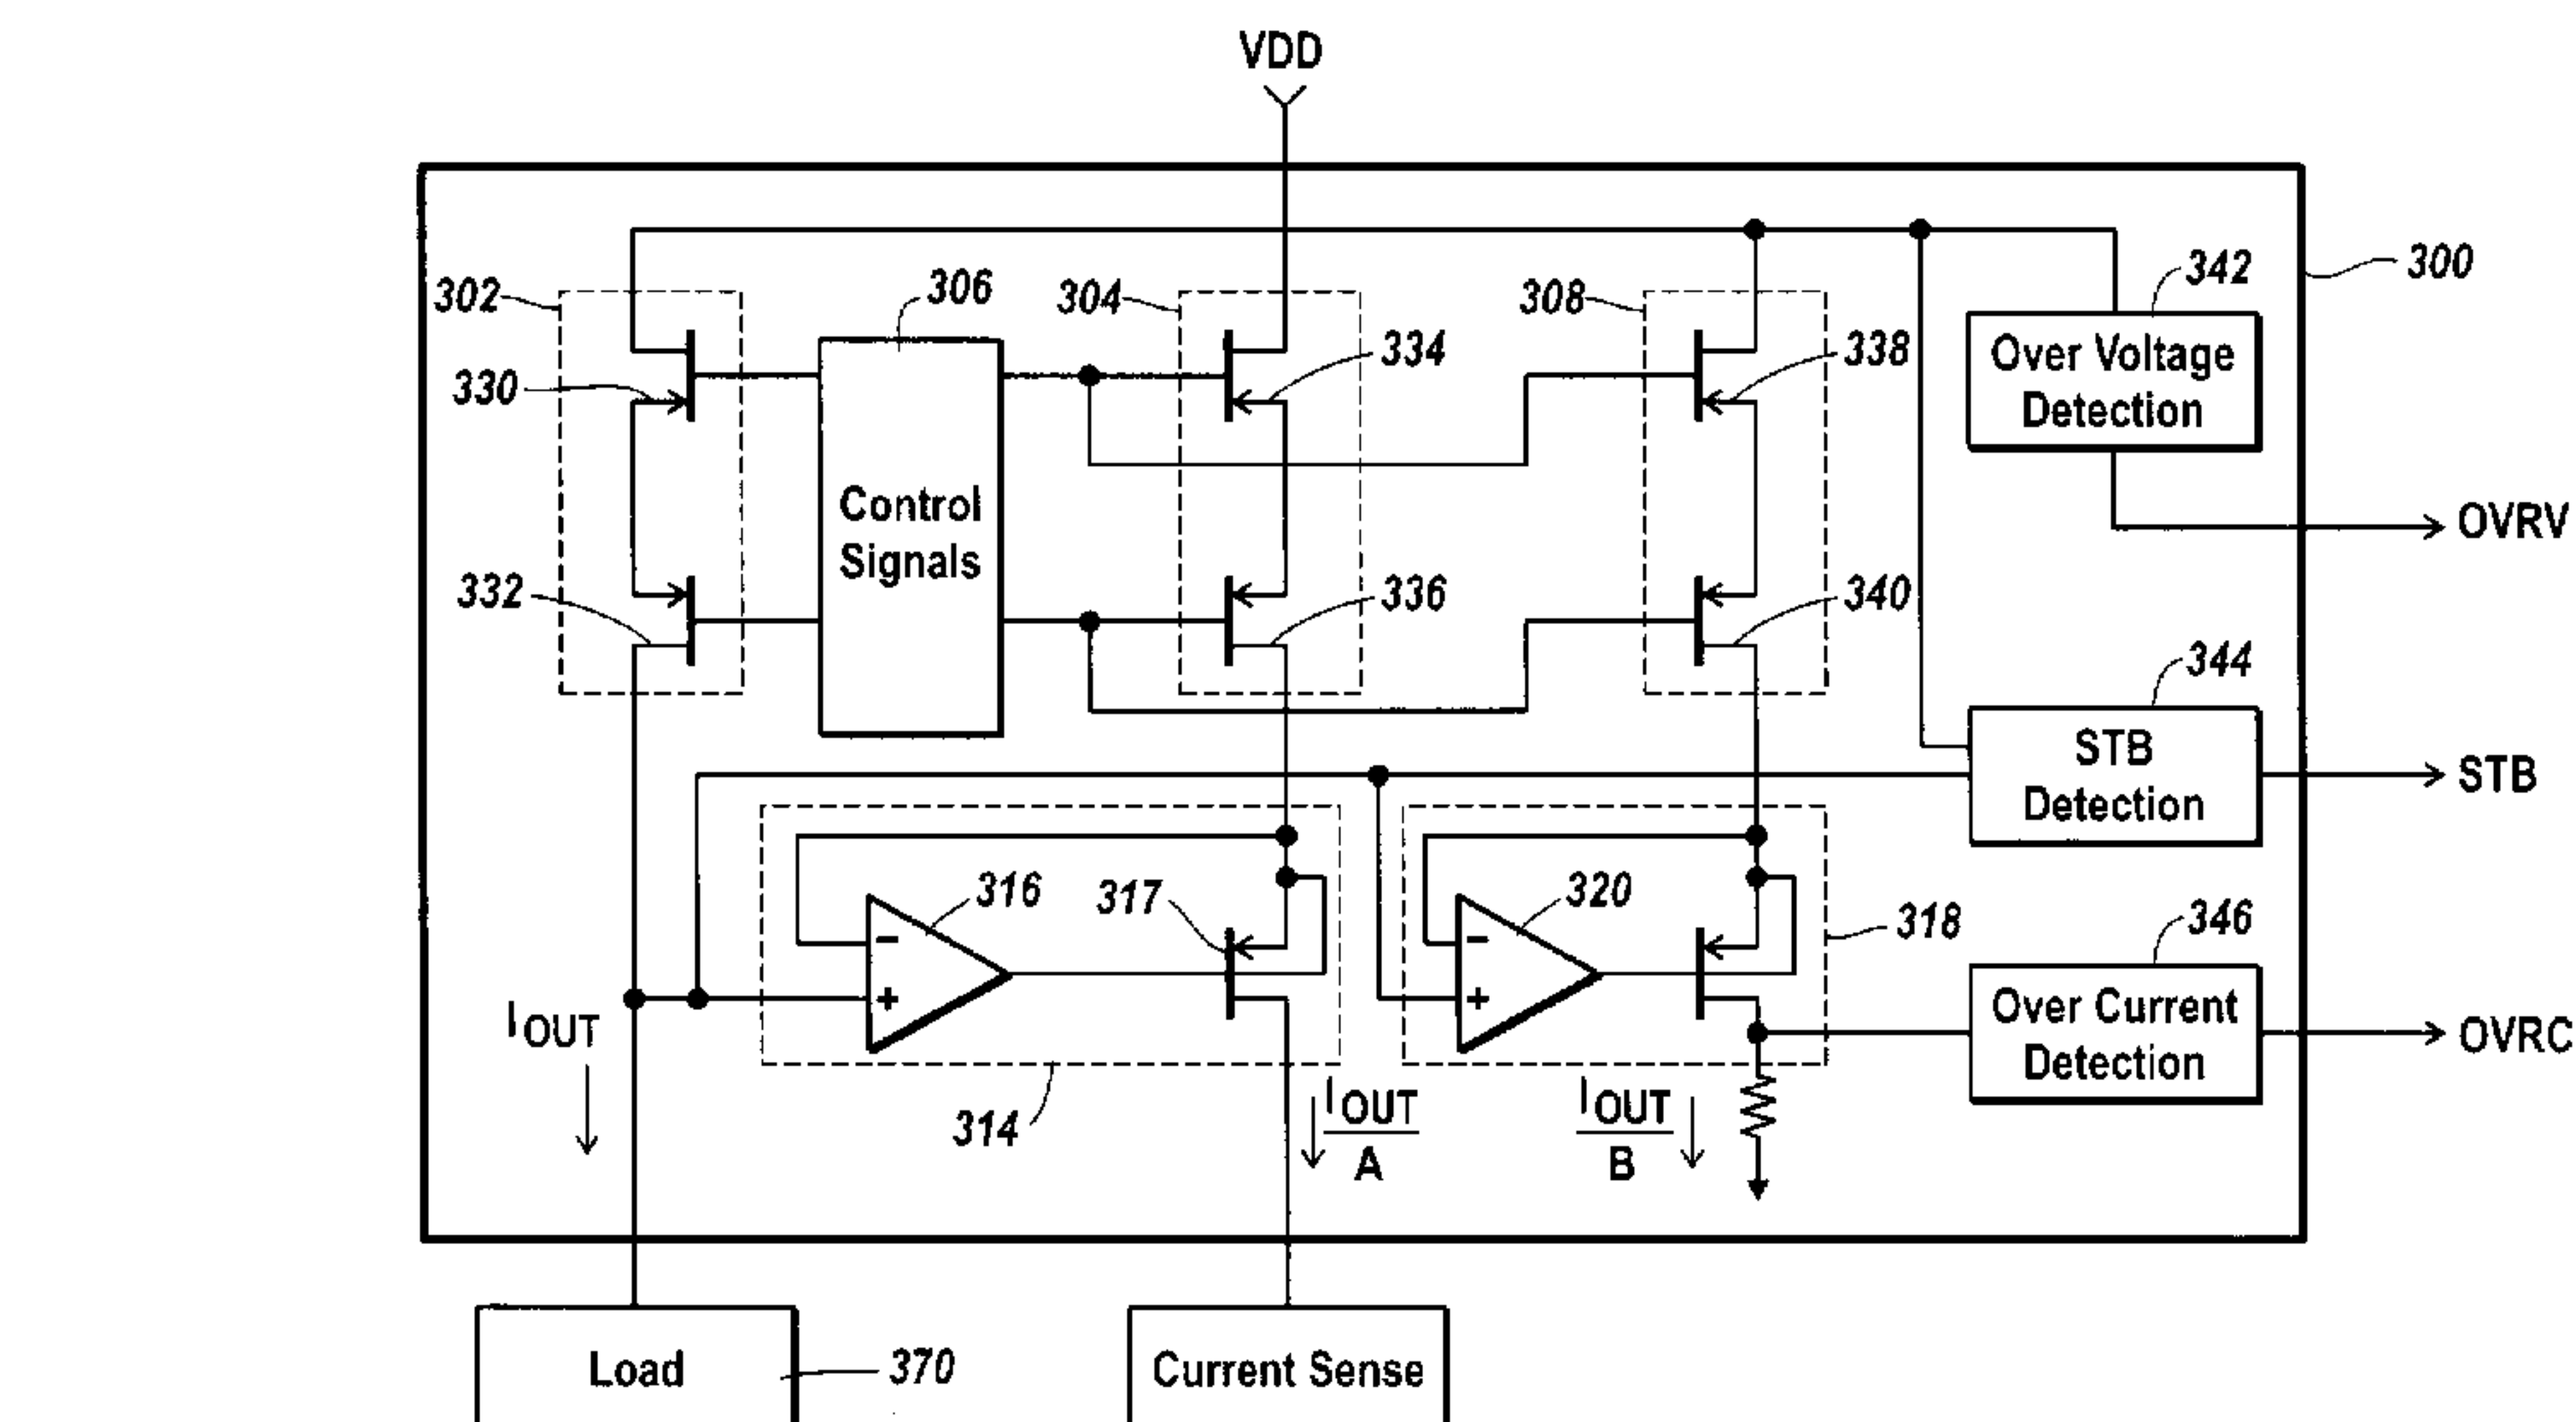 VDD
300
302
306
304
308
342
Over Voltage
Detection
330
334
338
OVRV
Control
Signals
332
336
340
344
STB
Detection
STB
316
317
320
318
346
Over Current
Detection
OVRC
−
+
−
+
IOUT
314
IOUT
A
IOUT
B
Load
370
Current Sense